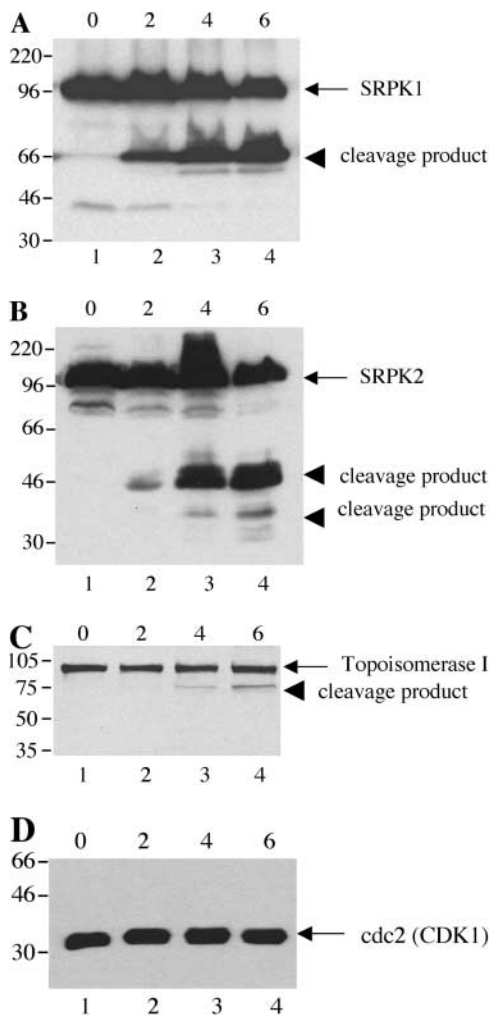 A 0 2 4 6
220
96 SRPK1
66 cleavage product
46
30
1 2 3 4
B 0 2 4 6
220
96 SRPK2
66
46 cleavage product
cleavage product
30
1 2 3 4
C 0 2 4 6
105 Topoisomerase I
75 cleavage product
50
35
1 2 3 4
D 0 2 4 6
66
46
30 cdc2 (CDK1)
1 2 3 4